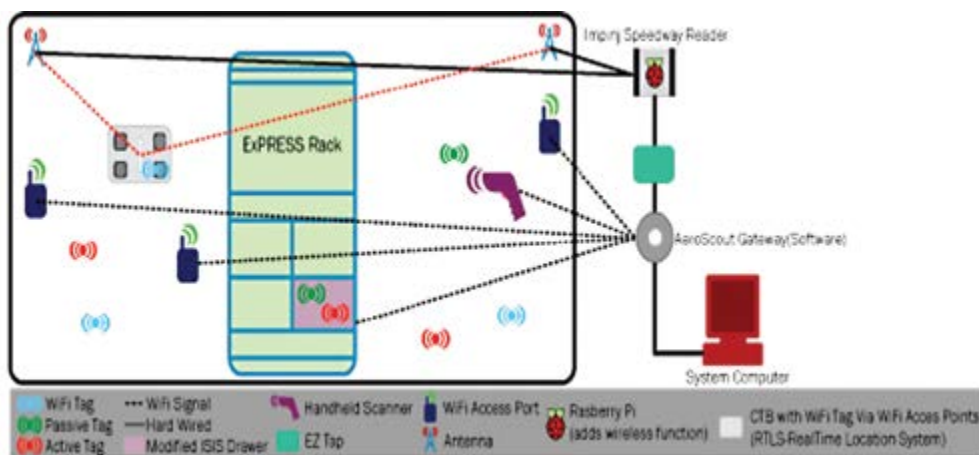 Impinj Speedway Reader
ExPRESS Rack
AeroScout Gateway(Software)
System Computer
WiFi Tag
Passive Tag
Active Tag
WiFi Signal
Hard Wired
Modified ISIS Drawer
Handheld Scanner
EZ Tap
WiFi Access Port
Antenna
Rasberry Pi
(adds wireless function)
CTB with WiFi Tag Via WiFi Acces Points
(RTLS-RealTime Location System)